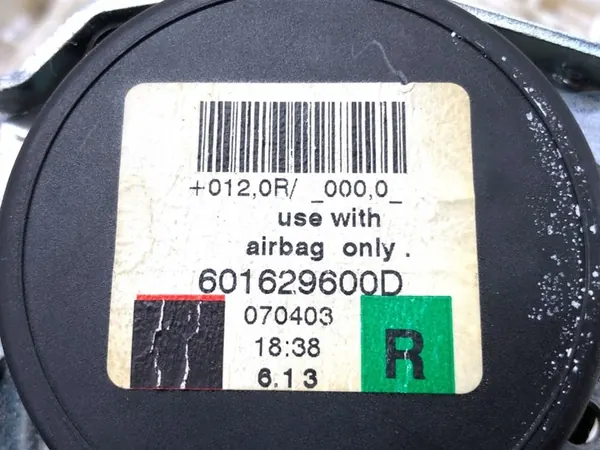 +012,0R/ _000,0_
use with
airbag only .
601629600D
070403
18:38
6.13
R